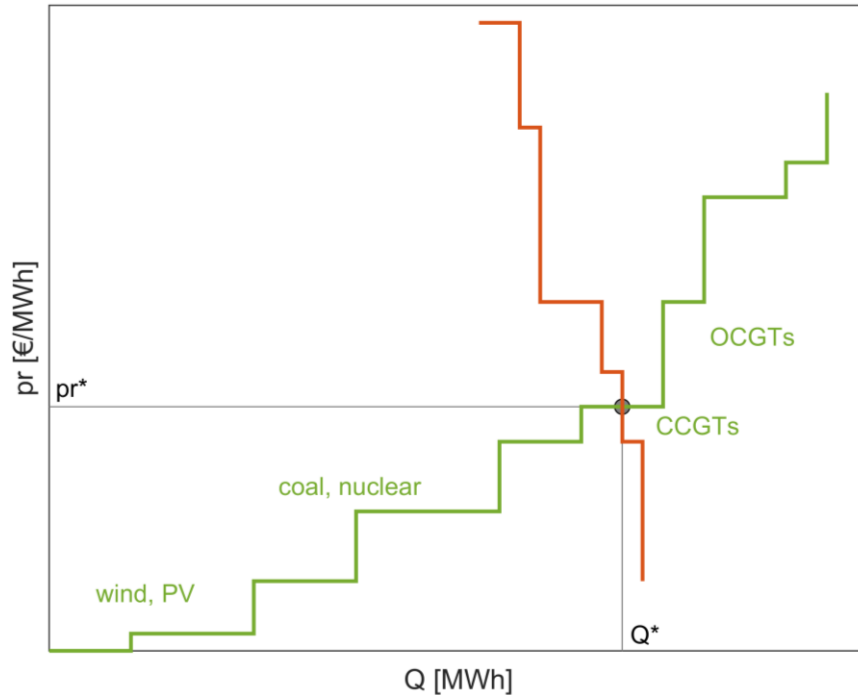 pr [€/MWh]
OCGTs
pr*
CCGTs
coal, nuclear
wind, PV
Q*
Q [MWh]